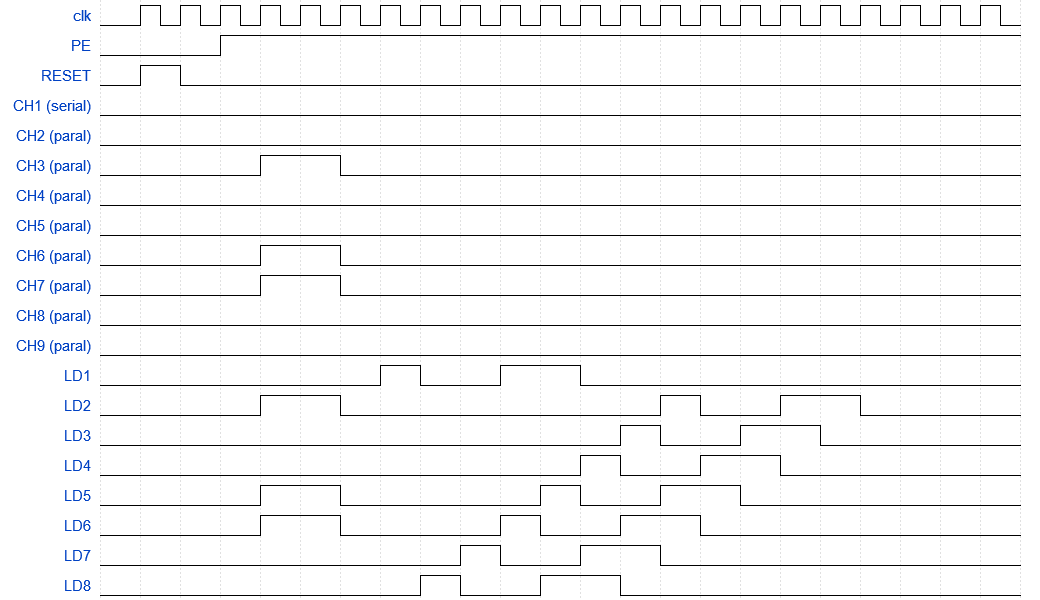 clk
PE
RESET
CH1 (serial)
CH2 (paral)
CH3 (paral)
CH4 (paral)
CH5 (paral)
CH6 (paral)
CH7 (paral)
CH8 (paral)
CH9 (paral)
LD1
LD2
LD3
LD4
LD5
LD6
LD7
LD8